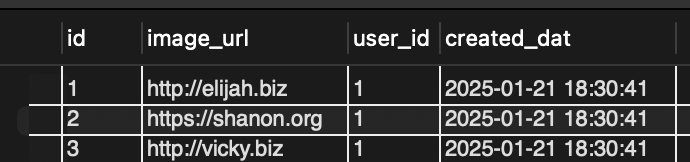 id image_url user_id created_dat
1 http://elijah.biz 1 2025-01-21 18:30:41
2 https://shanon.org 1 2025-01-21 18:30:41
3 http://vicky.biz 1 2025-01-21 18:30:41